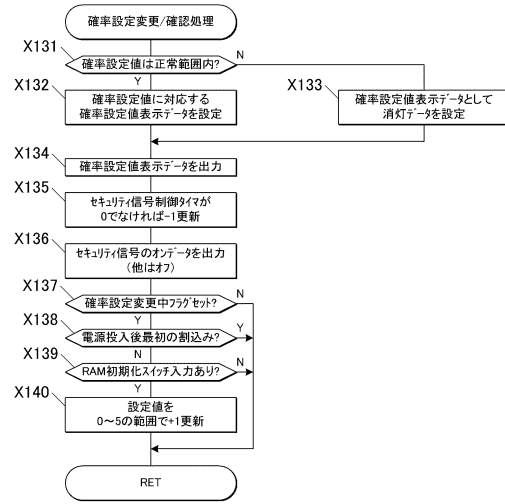 確率設定変更/確認処理
X131
確率設定値は正常範囲内?
N
Y
X132
確率設定値に対応する
確率設定値表示データを設定
X133
確率設定値表示データとして
消灯データを設定
X134
確率設定値表示データを出力
X135
セキュリティ信号制御タイマが
0でなければ-1更新
X136
セキュリティ信号のオンデータを出力
(他はオフ)
X137
確率設定変更中フラグセット?
N
Y
X138
電源投入後最初の割込み?
Y
N
X139
RAM初期化スイッチ入力あり?
N
Y
X140
設定値を
0~5の範囲で+1更新
RET